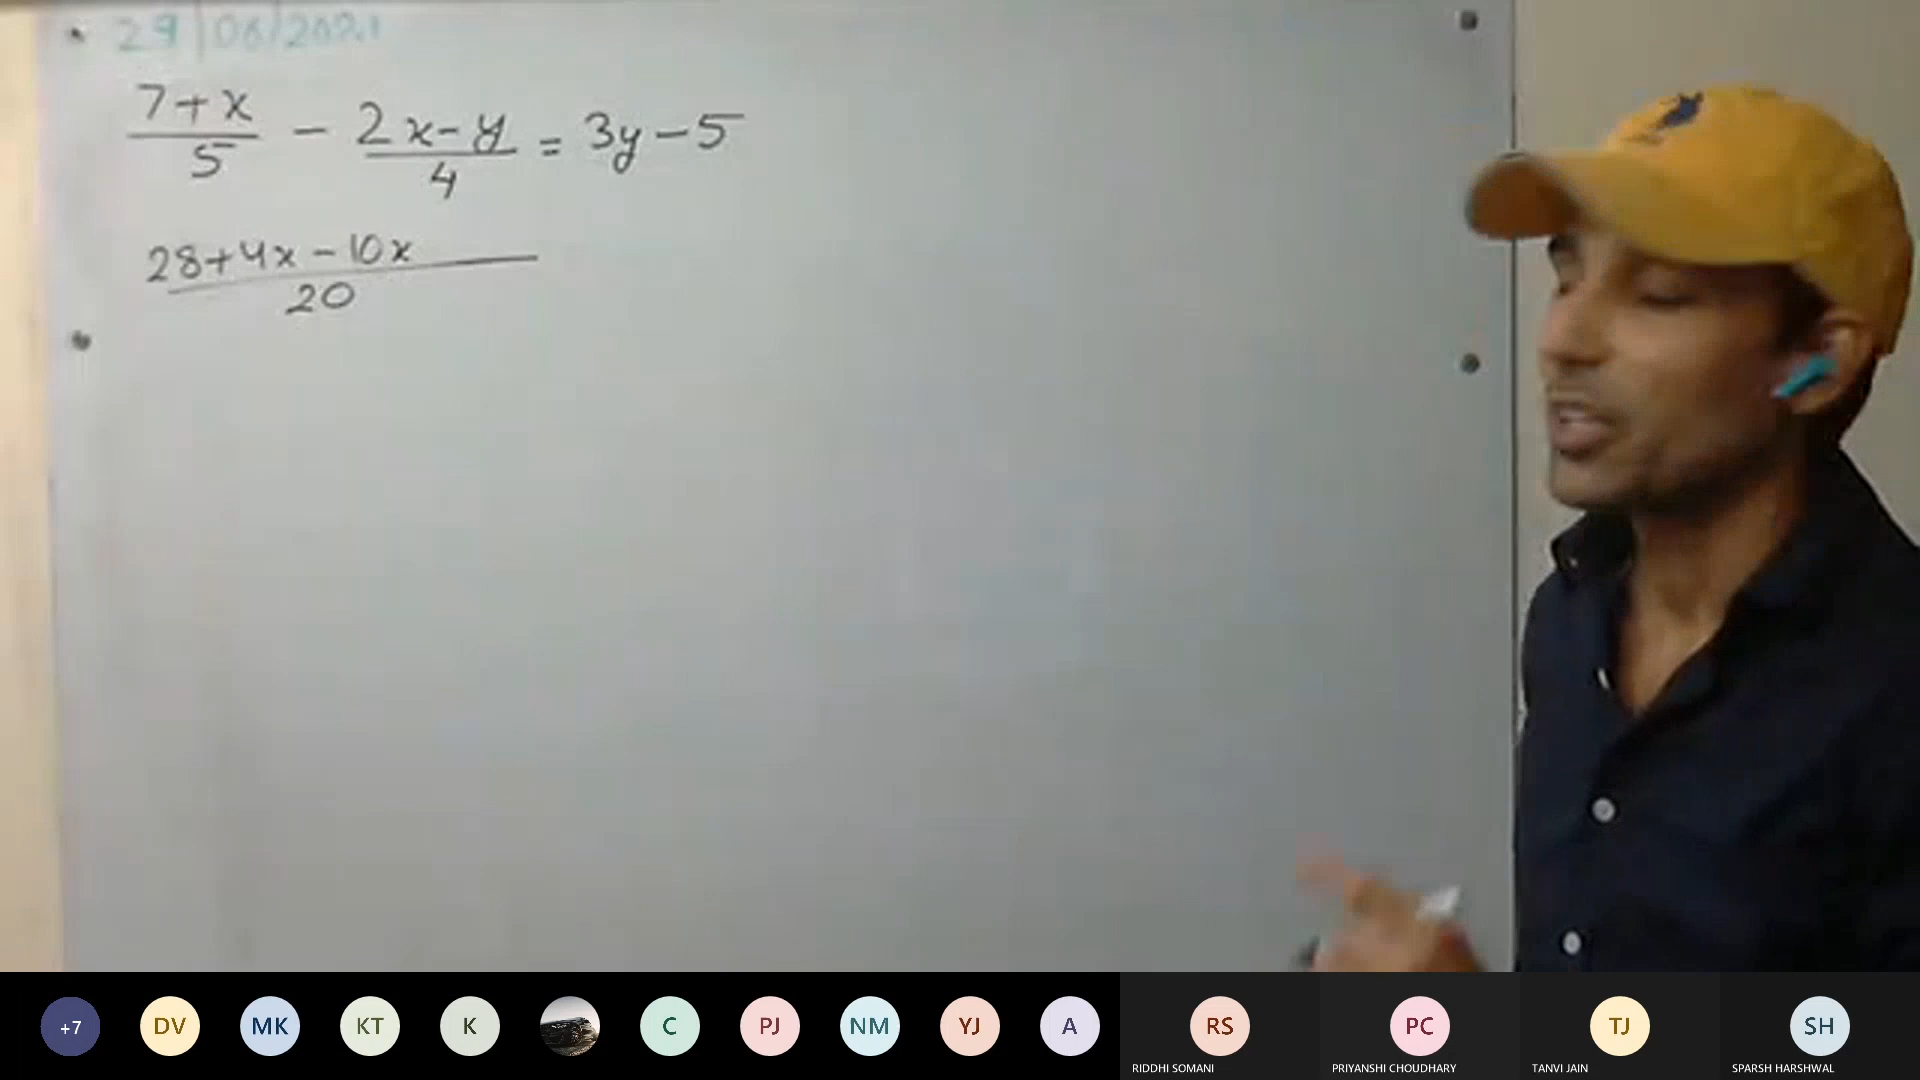 29/06/2021
7+x/5 - 2x-y/4 = 3y-5
28+4x-10x/20
+7 DV MK KT K C PJ NM YJ A RS PC TJ SH
RIDDHI SOMANI PRIYANSHI CHOUDHARY TANVI JAIN SPARSH HARSHWAL